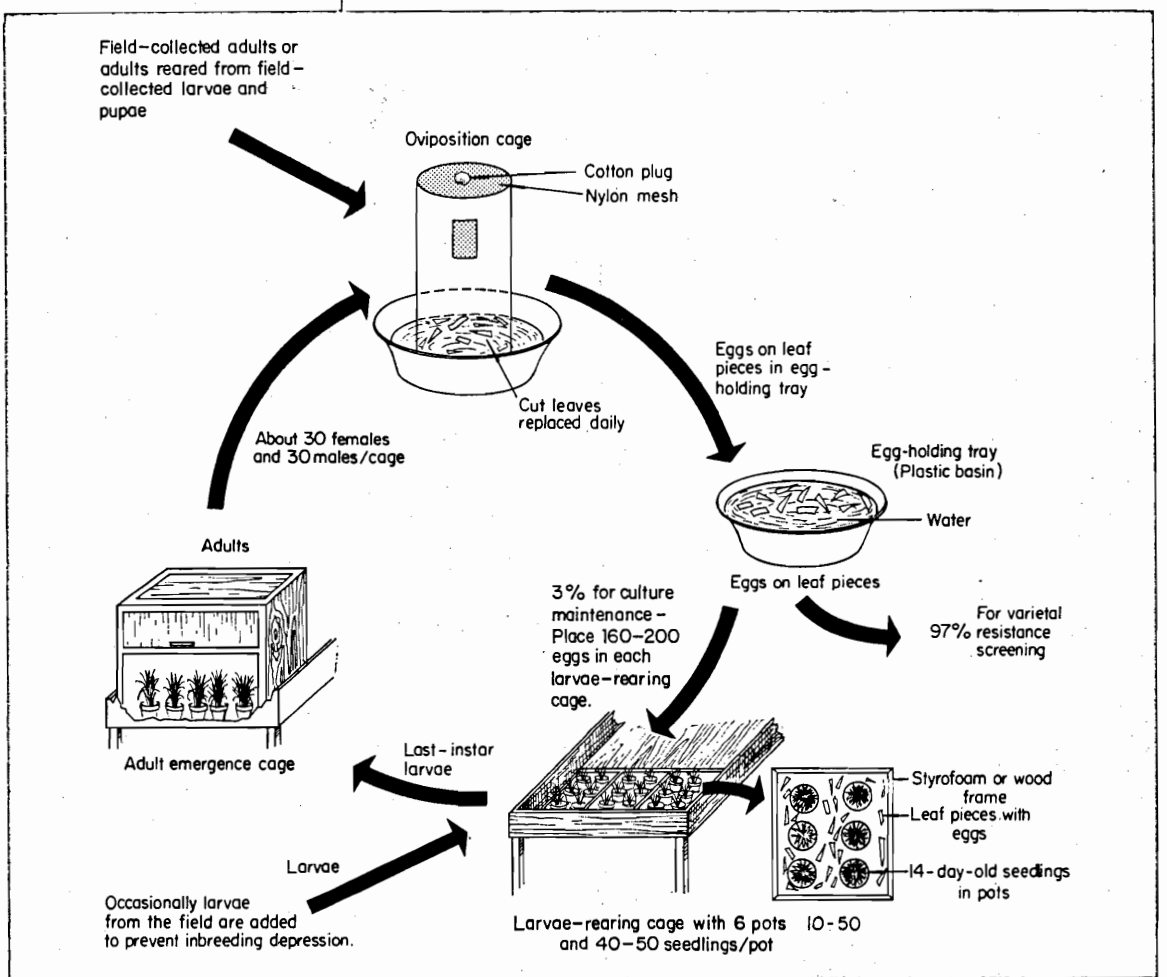 Field-collected adults or
adults reared from field-
collected larvae and
pupae
Oviposition cage
Cotton plug
Nylon mesh
Cut leaves
replaced daily
Eggs on leaf
pieces in egg-
holding tray
About 30 females
and 30 males/cage
Egg-holding tray
(Plastic basin)
Water
Adults
Eggs on leaf pieces
3% for culture
maintenance-
Place 160-200
eggs in each
larvae-rearing
cage.
For varietal
97% resistance
screening
Adult emergence cage
Last-instar
larvae
Styrofoam or wood
frame
Leaf pieces with
eggs
14-day-old seedlings
in pots
Larvae
Occasionally larvae
from the field are added
to prevent inbreeding depression.
Larvae-rearing cage with 6 pots 10-50
and 40-50 seedlings/pot